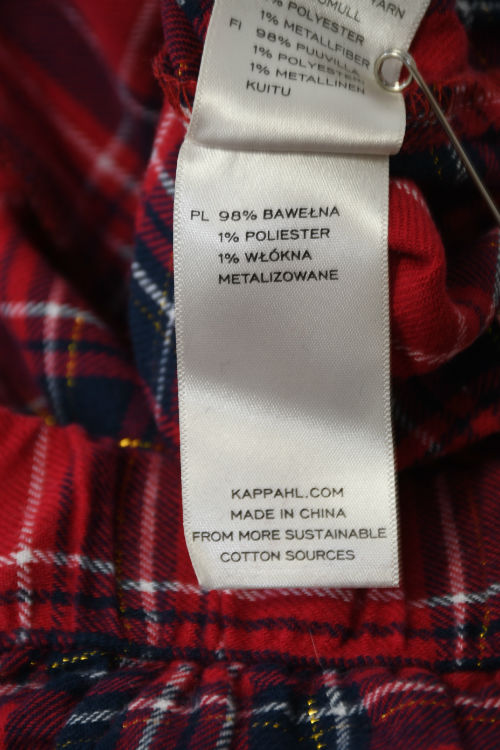 YARN
1% POLYESTER
1% METALLFIBER
FI 98% PUUVILLA
1% POLYESTERI
1% METALLINEN
KUITU
PL 98% BAWEŁNA
1% POLIESTER
1% WŁÓKNA
METALIZOWANE
KAPPAHL.COM
MADE IN CHINA
FROM MORE SUSTAINABLE
COTTON SOURCES